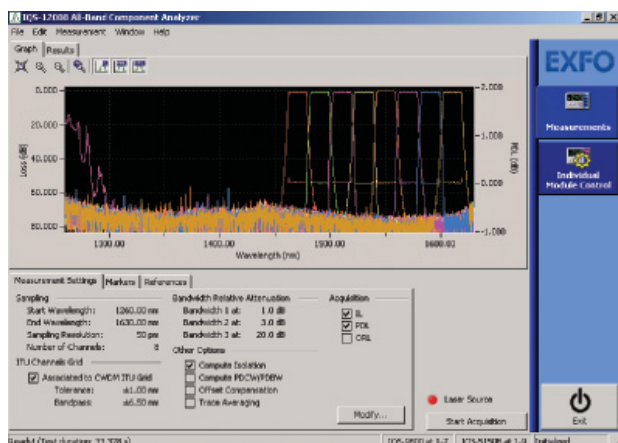 IQS-12008 All-Band Component Analyzer
File Edit Measurement Window Help
Graph Results
EXFO
Measurements
Individual
Module Control
Exit
0.000
20.000
40.000
60.000
80.000
Loss (dB)
2.000
1.000
0.000
-1.000
PDL (dB)
1300.00 1400.00 1500.00 1600.00
Wavelength (nm)
Measurement Settings Markers References
Sampling
Start Wavelength: 1260.00 nm
End Wavelength: 1630.00 nm
Sampling Resolution: 50 pm
Number of Channels: 8
ITU Channels Grid
Associated to CWDM ITU Grid
Tolerance: ±1.00 nm
Bandpass: ±6.50 nm
Bandwidth Relative Attenuation
Bandwidth 1 at: 1.0 dB
Bandwidth 2 at: 3.0 dB
Bandwidth 3 at: 20.0 dB
Other Options
Compute Isolation
Compute PDCW/PDBW
Offset Compensation
Trace Averaging
Acquisition
IL
PDL
ORL
Modify...
Laser Source
Start Acquisition